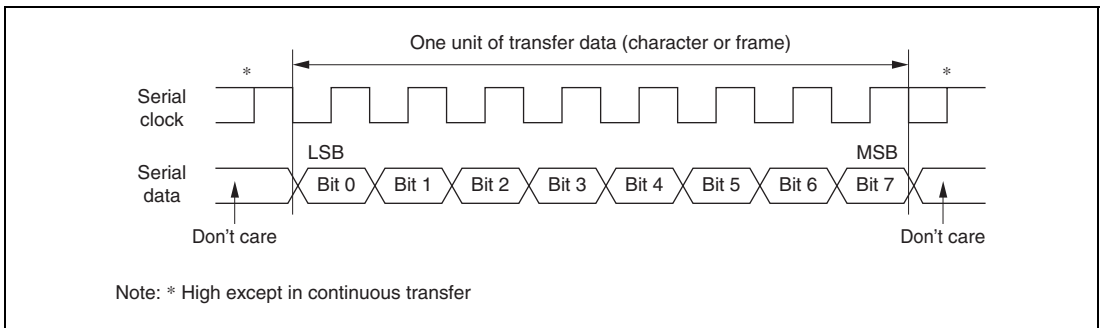 One unit of transfer data (character or frame)
* *
Serial
clock
LSB MSB
Serial
data
Bit 0 Bit 1 Bit 2 Bit 3 Bit 4 Bit 5 Bit 6 Bit 7
Don't care Don't care
Note: * High except in continuous transfer